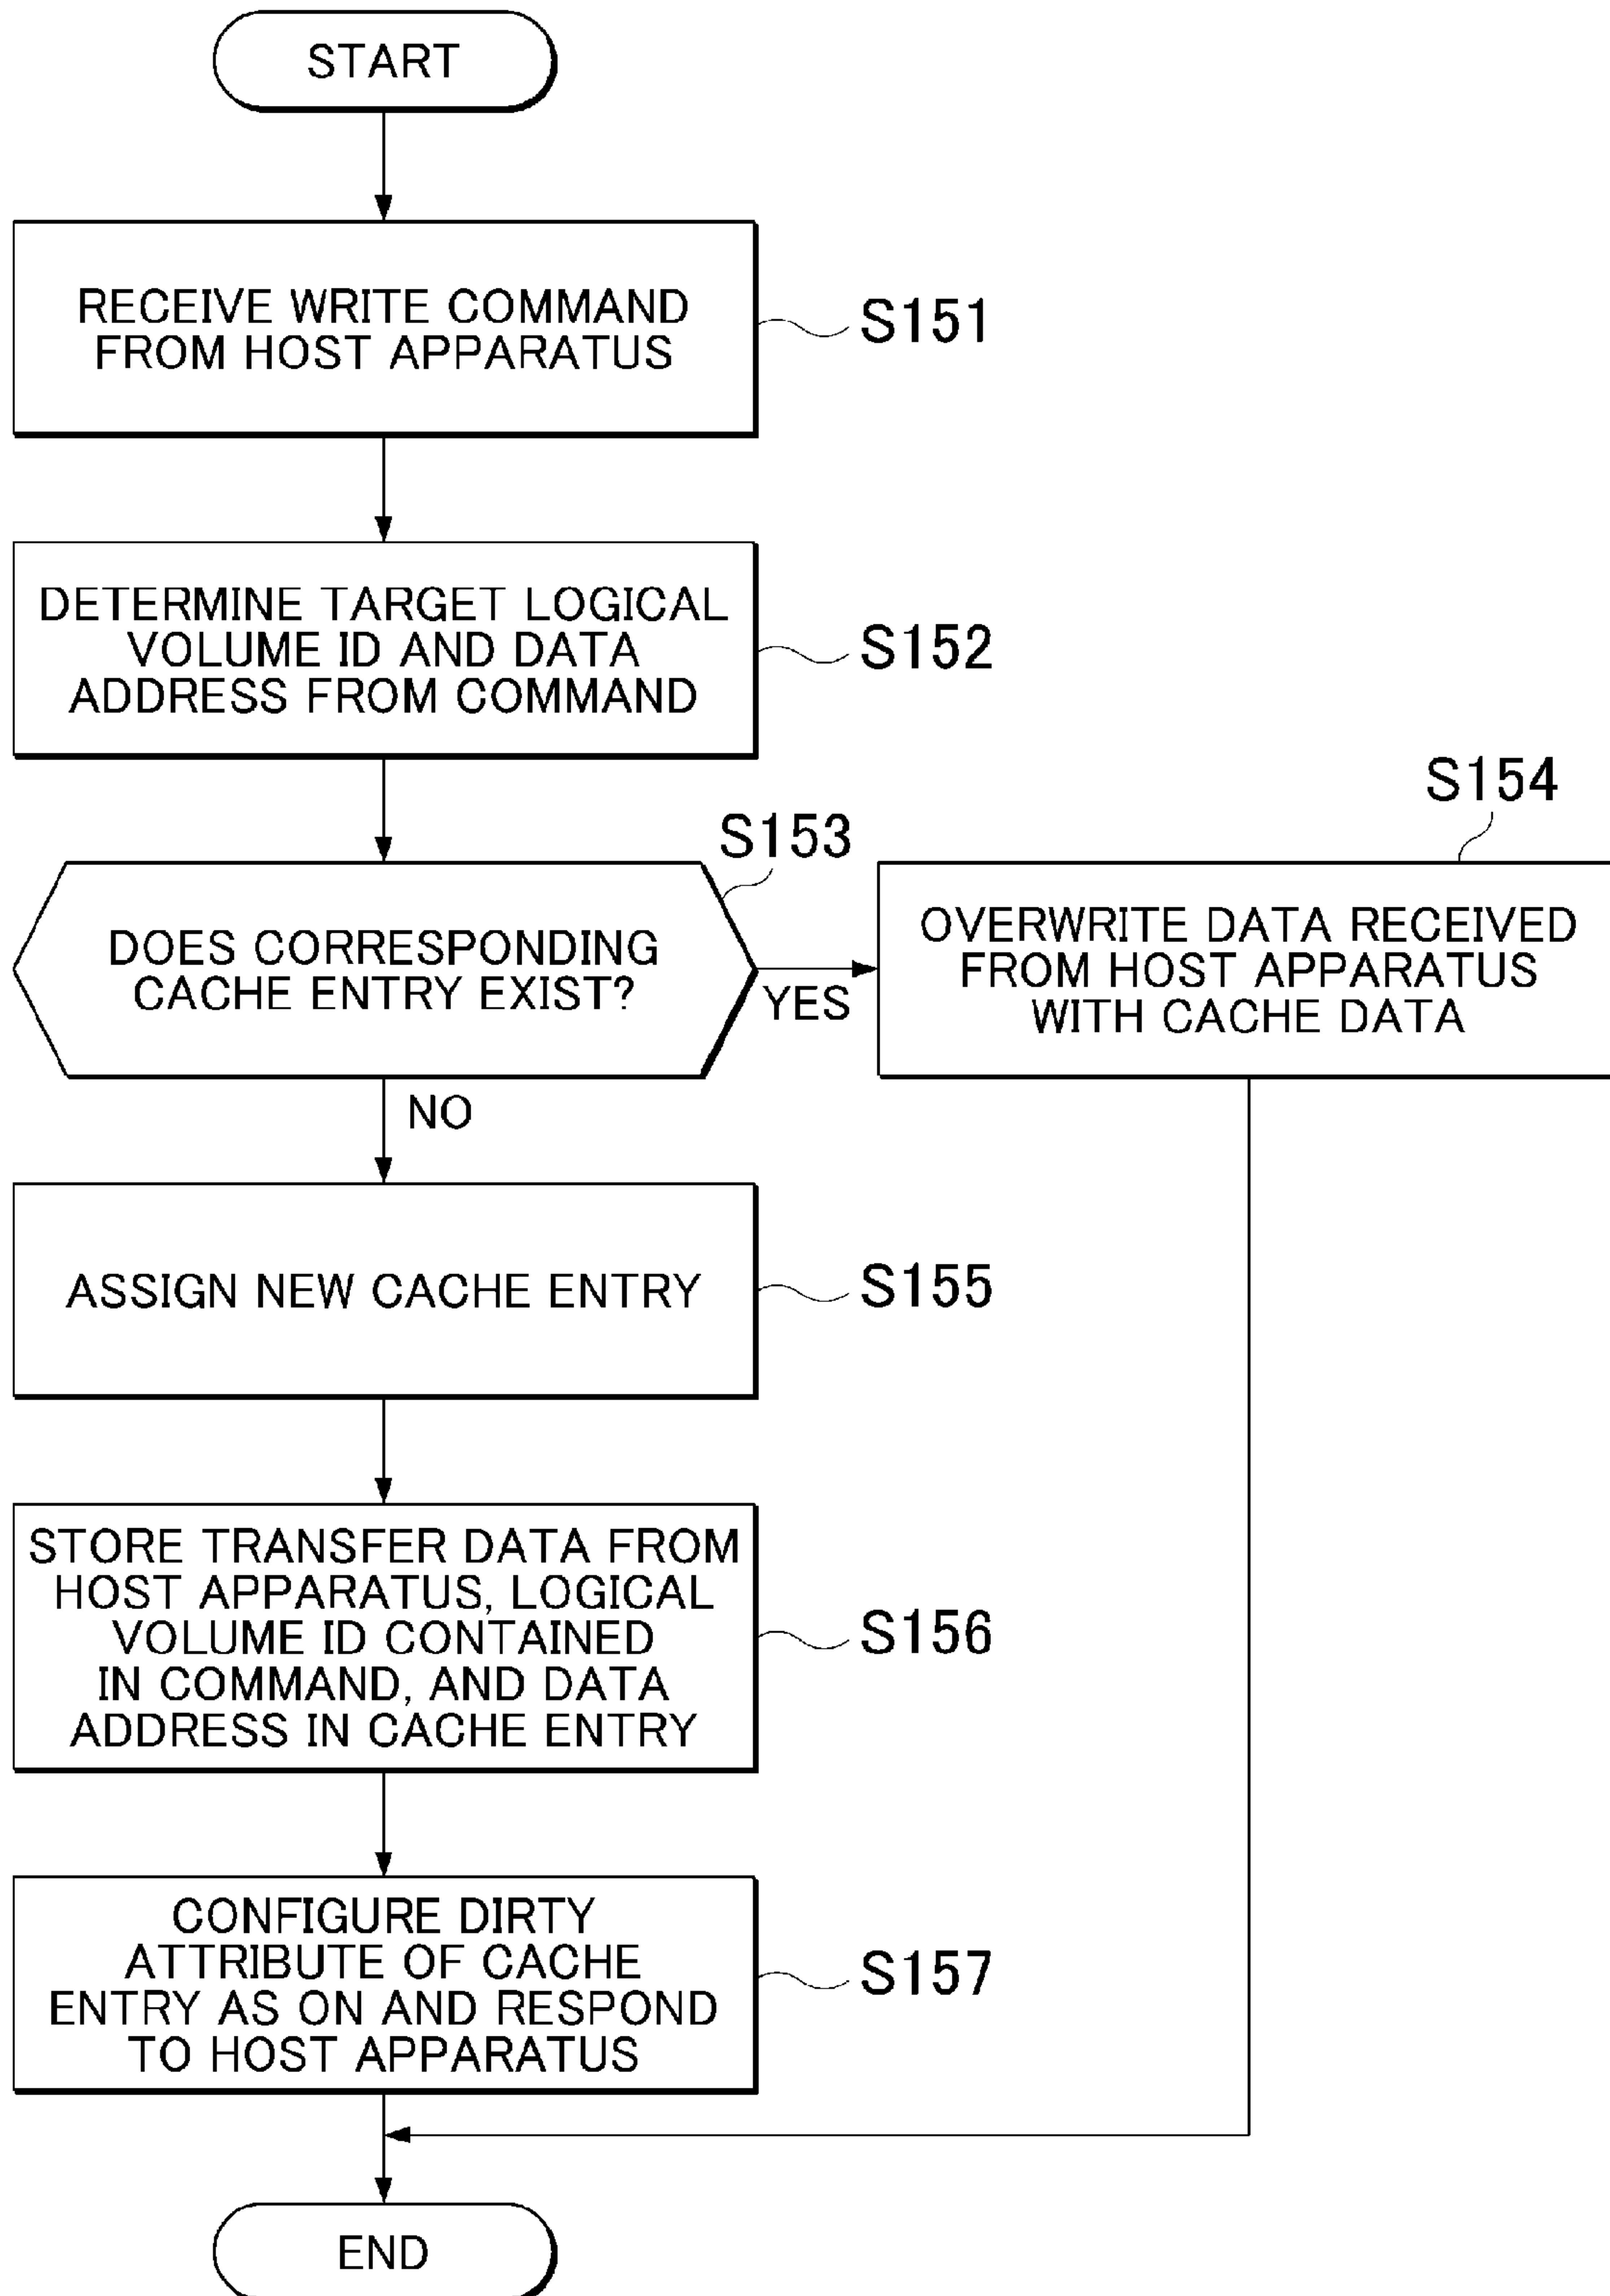 START
RECEIVE WRITE COMMAND
FROM HOST APPARATUS
S151
DETERMINE TARGET LOGICAL
VOLUME ID AND DATA
ADDRESS FROM COMMAND
S152
S153
DOES CORRESPONDING
CACHE ENTRY EXIST?
YES
S154
OVERWRITE DATA RECEIVED
FROM HOST APPARATUS
WITH CACHE DATA
NO
ASSIGN NEW CACHE ENTRY
S155
STORE TRANSFER DATA FROM
HOST APPARATUS, LOGICAL
VOLUME ID CONTAINED
IN COMMAND, AND DATA
ADDRESS IN CACHE ENTRY
S156
CONFIGURE DIRTY
ATTRIBUTE OF CACHE
ENTRY AS ON AND RESPOND
TO HOST APPARATUS
S157
END